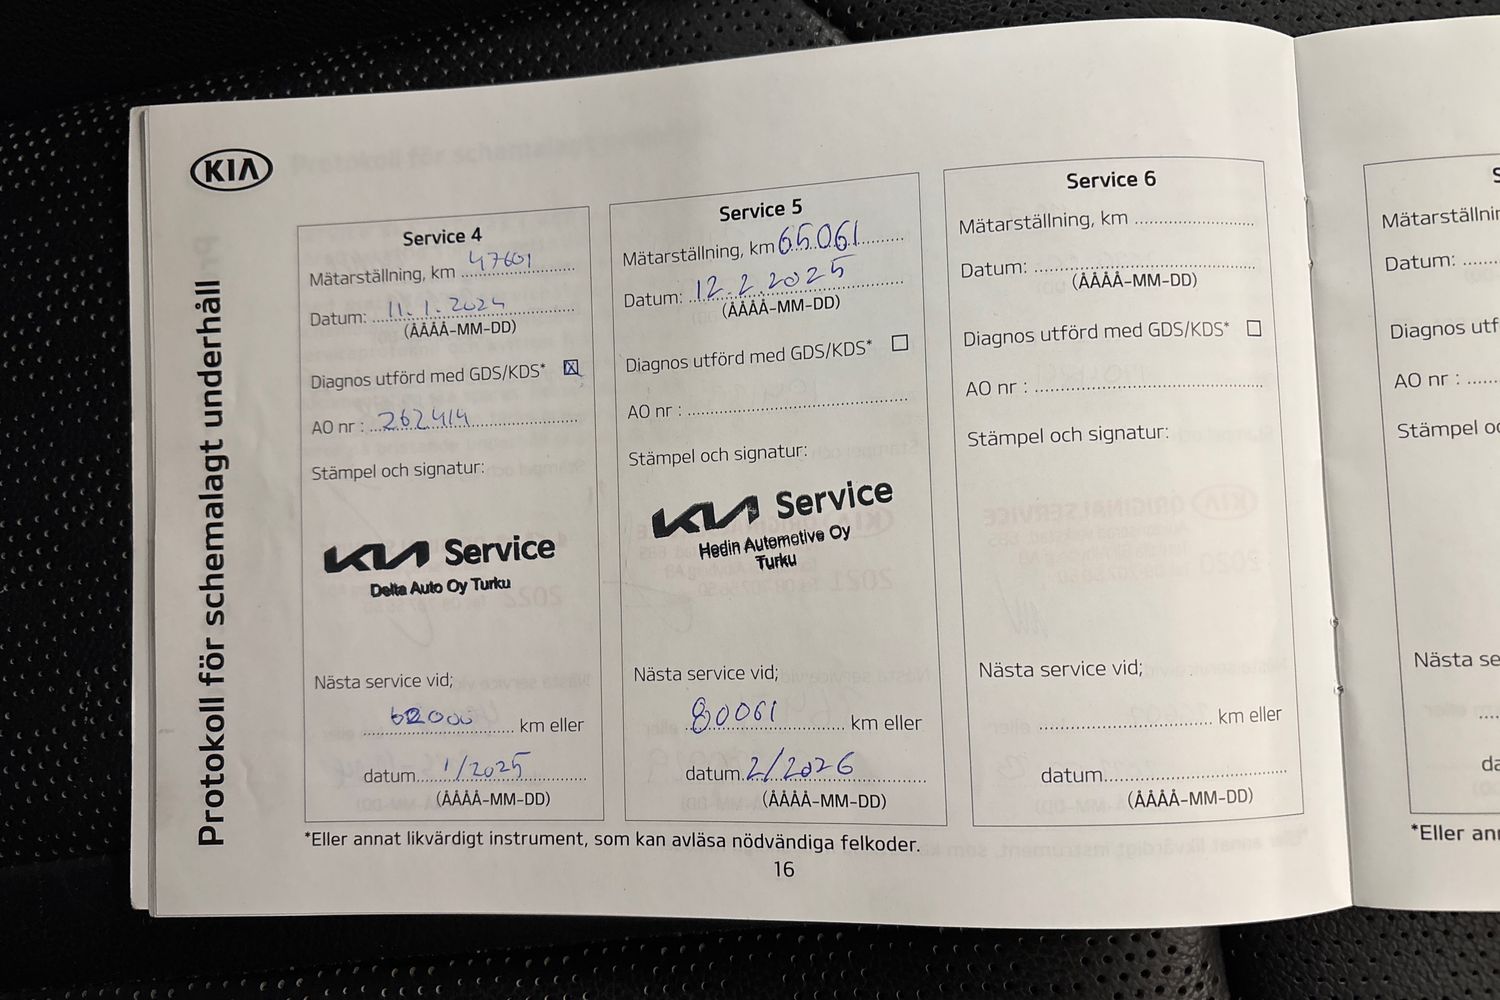 KIA
Protokoll för schemalagt underhåll
Service 4
Mätarställning, km 47601
Datum: 11.1.2024
(ÅÅÅÅ-MM-DD)
Diagnos utförd med GDS/KDS* ☒
AO nr : 262414
Stämpel och signatur:
KIA Service
Delta Auto Oy Turku
Nästa service vid;
62000 km eller
datum 1/2025
(ÅÅÅÅ-MM-DD)
Service 5
Mätarställning, km 65061
Datum: 12.2.2025
(ÅÅÅÅ-MM-DD)
Diagnos utförd med GDS/KDS* ☐
AO nr :
Stämpel och signatur:
KIA Service
Hedin Automotive Oy
Turku
Nästa service vid;
80061 km eller
datum 2/2026
(ÅÅÅÅ-MM-DD)
Service 6
Mätarställning, km
Datum:
(ÅÅÅÅ-MM-DD)
Diagnos utförd med GDS/KDS* ☐
AO nr :
Stämpel och signatur:
Nästa service vid;
km eller
datum
(ÅÅÅÅ-MM-DD)
*Eller annat likvärdigt instrument, som kan avläsa nödvändiga felkoder.
16
S
Mätarställnin
Datum:
Diagnos utf
AO nr :
Stämpel oc
Nästa se
da
*Eller ann